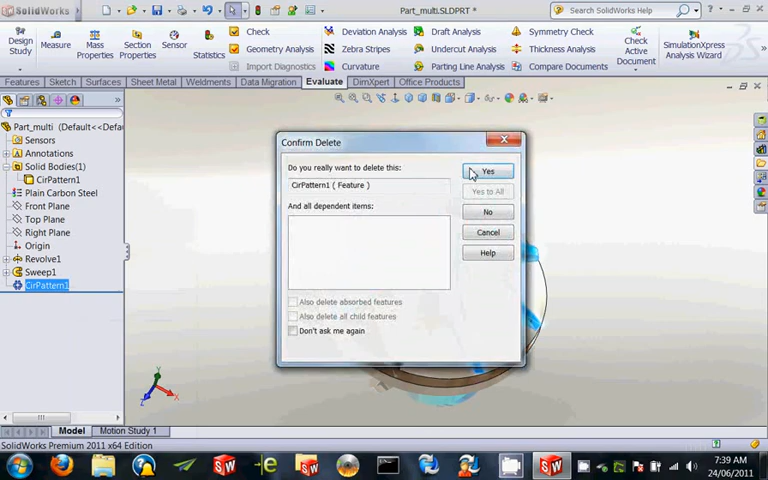 SolidWorks
Part_multi.SLDPRT *
Search SolidWorks Help
Design Study
Measure
Mass Properties
Section Properties
Sensor
Statistics
Check
Geometry Analysis
Import Diagnostics
Deviation Analysis
Zebra Stripes
Curvature
Draft Analysis
Undercut Analysis
Parting Line Analysis
Symmetry Check
Thickness Analysis
Compare Documents
Check Active Document
SimulationXpress Analysis Wizard
Features Sketch Surfaces Sheet Metal Weldments Data Migration Evaluate DimXpert Office Products
Part_multi (Default<<Defau
Sensors
Annotations
Solid Bodies(1)
CirPattern1
Plain Carbon Steel
Front Plane
Top Plane
Right Plane
Origin
Revolve1
Sweep1
CirPattern1
Confirm Delete
Do you really want to delete this:
CirPattern1 ( Feature )
And all dependent items:
Yes
Yes to All
No
Cancel
Help
Also delete absorbed features
Also delete all child features
Don't ask me again
Y
X
Z
Model Motion Study 1
SolidWorks Premium 2011 x64 Edition
7:39 AM
24/06/2011